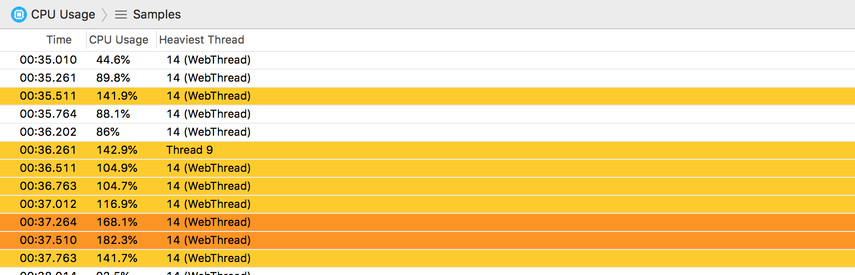 CPU Usage Samples
Time CPU Usage Heaviest Thread
00:35.010 44.6% 14 (WebThread)
00:35.261 89.8% 14 (WebThread)
00:35.511 141.9% 14 (WebThread)
00:35.764 88.1% 14 (WebThread)
00:36.202 86% 14 (WebThread)
00:36.261 142.9% Thread 9
00:36.511 104.9% 14 (WebThread)
00:36.763 104.7% 14 (WebThread)
00:37.012 116.9% 14 (WebThread)
00:37.264 168.1% 14 (WebThread)
00:37.510 182.3% 14 (WebThread)
00:37.763 141.7% 14 (WebThread)